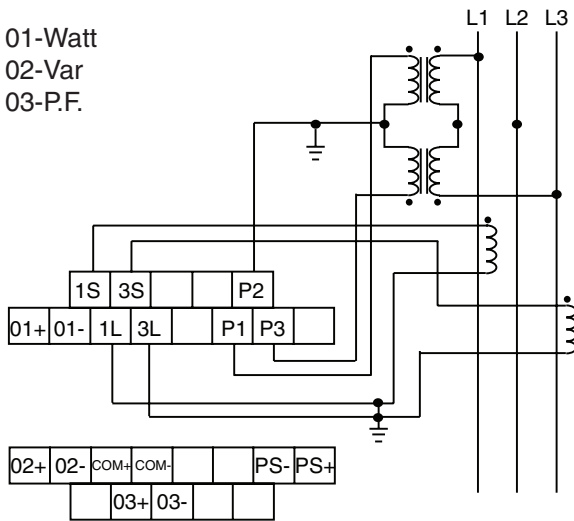 L1 L2 L3
01-Watt
02-Var
03-P.F.
1S 3S P2
01+ 01- 1L 3L P1 P3
02+ 02- COM+ COM- PS- PS+
03+ 03-